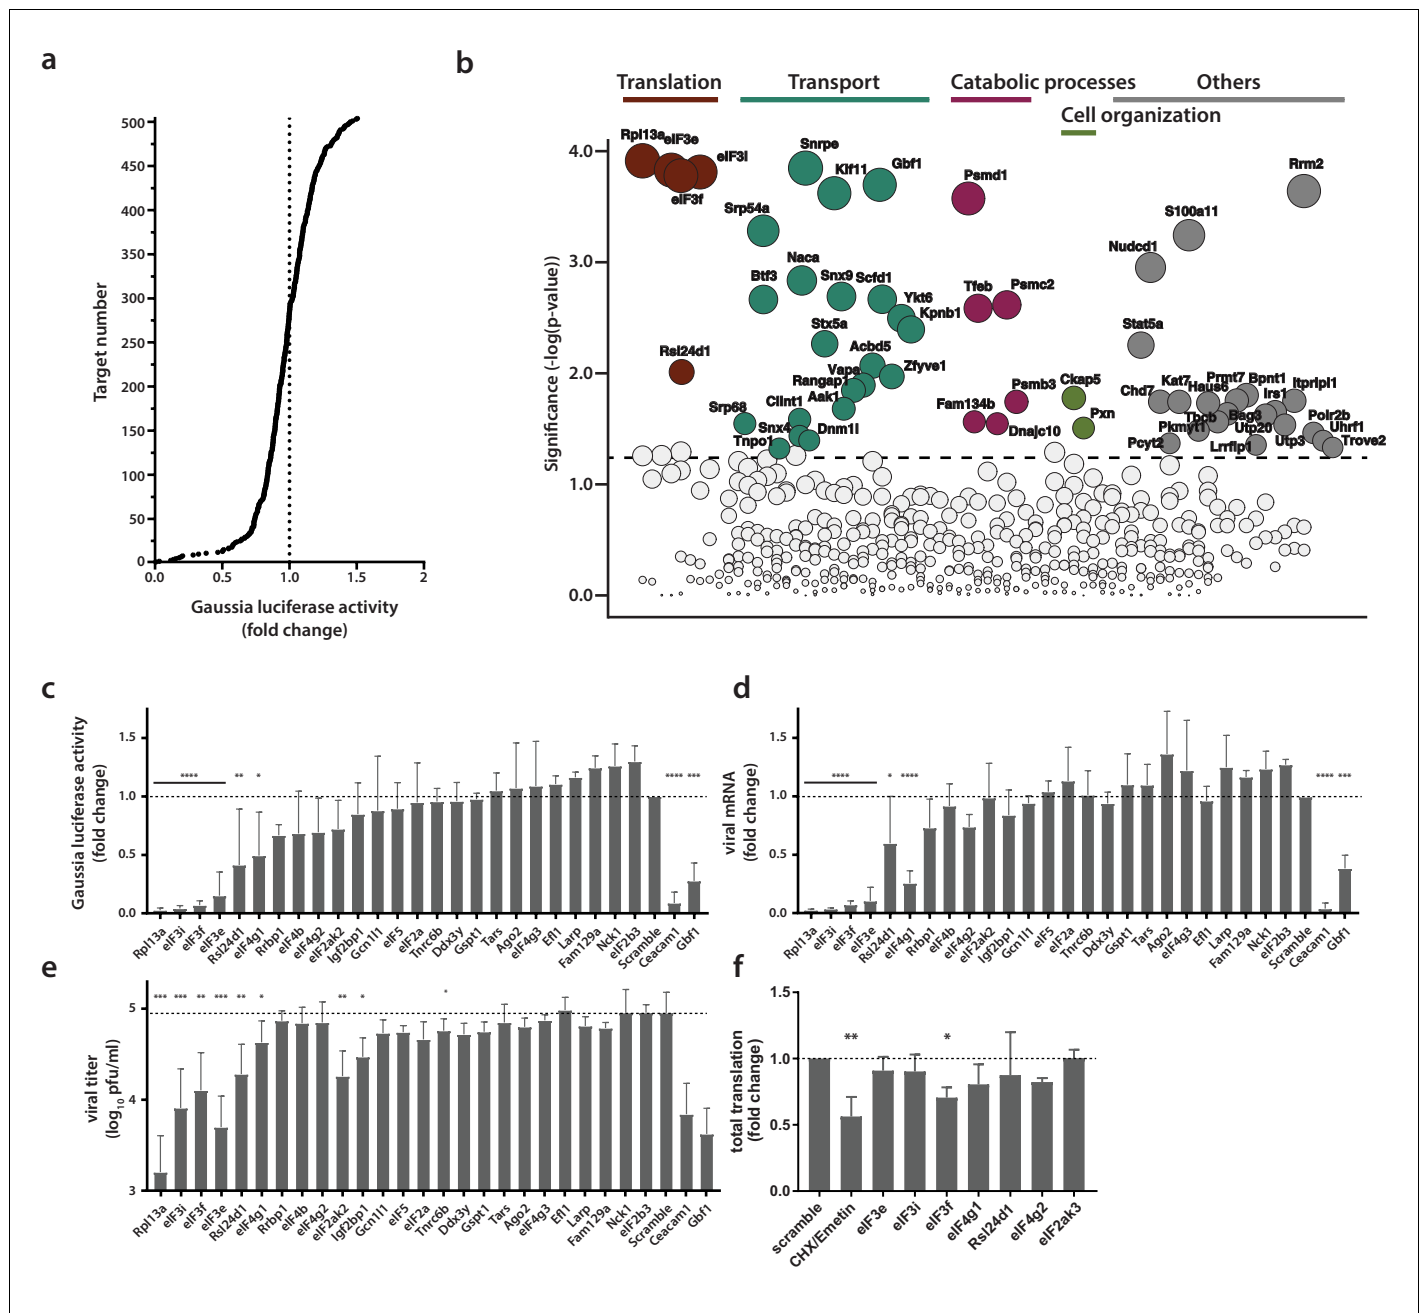 a
500
450
400
350
300
250
200
150
100
50
0
Target number
0.0
0.5
1.0
1.5
2
Gaussia luciferase activity
(fold change)
b
Translation
Transport
Catabolic processes
Others
Cell organization
4.0
3.0
2.0
1.0
0.0
Significance (-log(p-value))
Rpl13a
eIF3e
eIF3i
eIF3f
Rsl24d1
Snrpe
Kif11
Gbf1
Srp54a
Naca
Btf3
Snx9
Scfd1
Ykt6
Kpnb1
Stx5a
Acbd5
Vapa
Zfyve1
Rangap1
Aak1
Srp68
Clint1
Snx4
Dnm1l
Tnpo1
Psmd1
Tfeb
Psmc2
Psmb3
Fam134b
Dnajc10
Ckap5
Pxn
Rrm2
S100a11
Nudcd1
Stat5a
Chd7
Kat7
Haus6
Prmt7
Bpnt1
Irs1
Itpripl1
Tbcb
Bag3
Pkmyt1
Utp20
Polr2b
Uhrf1
Pcyt2
Lrrfip1
Utp3
Trove2
c
Gaussia luciferase activity
(fold change)
1.5
1.0
0.5
0.0
****
**
*
****
***
Rpl13a
eIF3i
eIF3f
eIF3e
Rsl24d1
eIF4g1
Rrbp1
eIF4b
eIF4g2
eIF2ak2
Igf2bp1
Gcn1l1
eIF5
eIF2a
Tnrc6b
Ddx3y
Gspt1
Tars
Ago2
eIF4g3
Efl1
Larp
Fam129a
Nck1
eIF2b3
Scramble
Ceacam1
Gbf1
d
viral mRNA
(fold change)
1.5
1.0
0.5
0.0
****
*
****
****
***
Rpl13a
eIF3i
eIF3f
eIF3e
Rsl24d1
eIF4g1
Rrbp1
eIF4b
eIF4g2
eIF2ak2
Igf2bp1
Gcn1l1
eIF5
eIF2a
Tnrc6b
Ddx3y
Gspt1
Tars
Ago2
eIF4g3
Efl1
Larp
Fam129a
Nck1
eIF2b3
Scramble
Ceacam1
Gbf1
e
viral titer
(log10 pfu/ml)
5
4
3
***
***
**
***
**
*
**
*
*
Rpl13a
eIF3i
eIF3f
eIF3e
Rsl24d1
eIF4g1
Rrbp1
eIF4b
eIF4g2
eIF2ak2
Igf2bp1
Gcn1l1
eIF5
eIF2a
Tnrc6b
Ddx3y
Gspt1
Tars
Ago2
eIF4g3
Efl1
Larp
Fam129a
Nck1
eIF2b3
Scramble
Ceacam1
Gbf1
f
total translation
(fold change)
1.5
1.0
0.5
0.0
**
*
scramble
CHX/Emetin
eIF3e
eIF3i
eIF3f
eIF4g1
Rsl24d1
eIF4g2
eIF2ak3